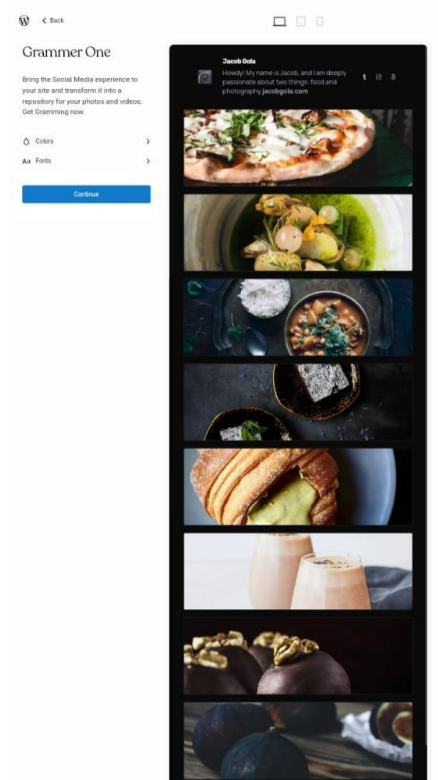 Back
Grammer One
Bring the Social Media experience to
your site and transform it into a
repository for your photos and videos.
Get Gramming now.
Colors
Aa Fonts
Continue
Jacob Gola
Howdy! My name is Jacob, and I am deeply
passionate about two things: food and
photography jacobgola.com